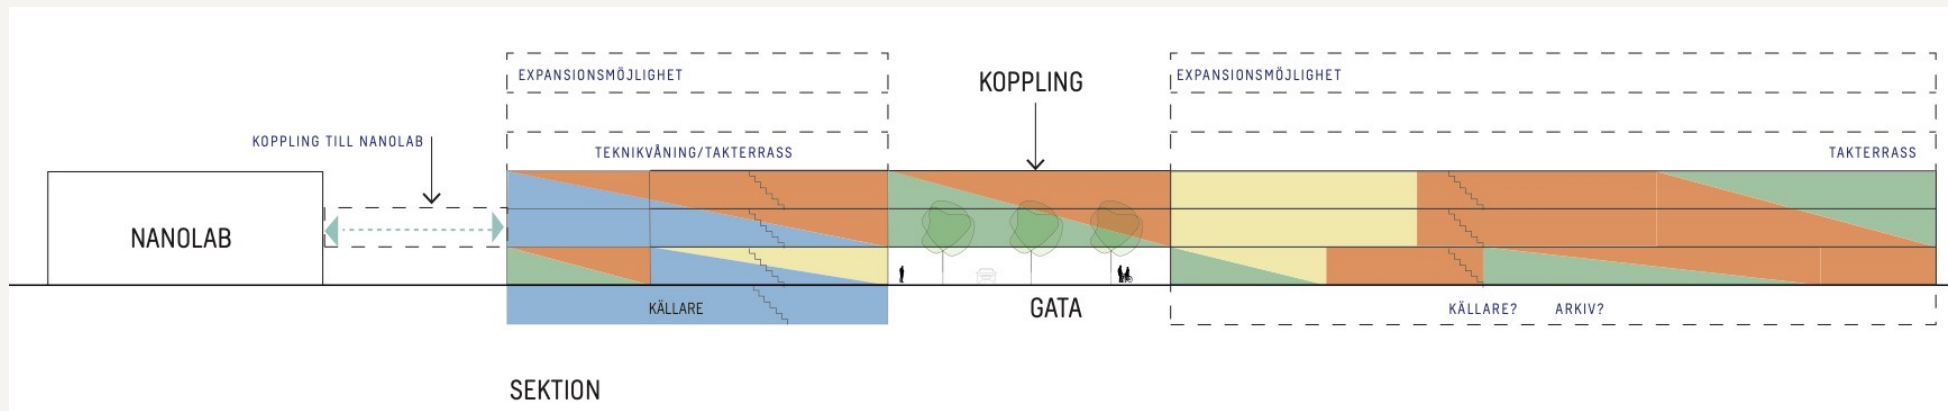 EXPANSIONSMÖJLIGHET
KOPPLING
EXPANSIONSMÖJLIGHET
KOPPLING TILL NANOLAB
TEKNIKVÅNING/TAKTERRASS
TAKTERRASS
NANOLAB
KÄLLARE
GATA
KÄLLARE?
ARKIV?
SEKTION